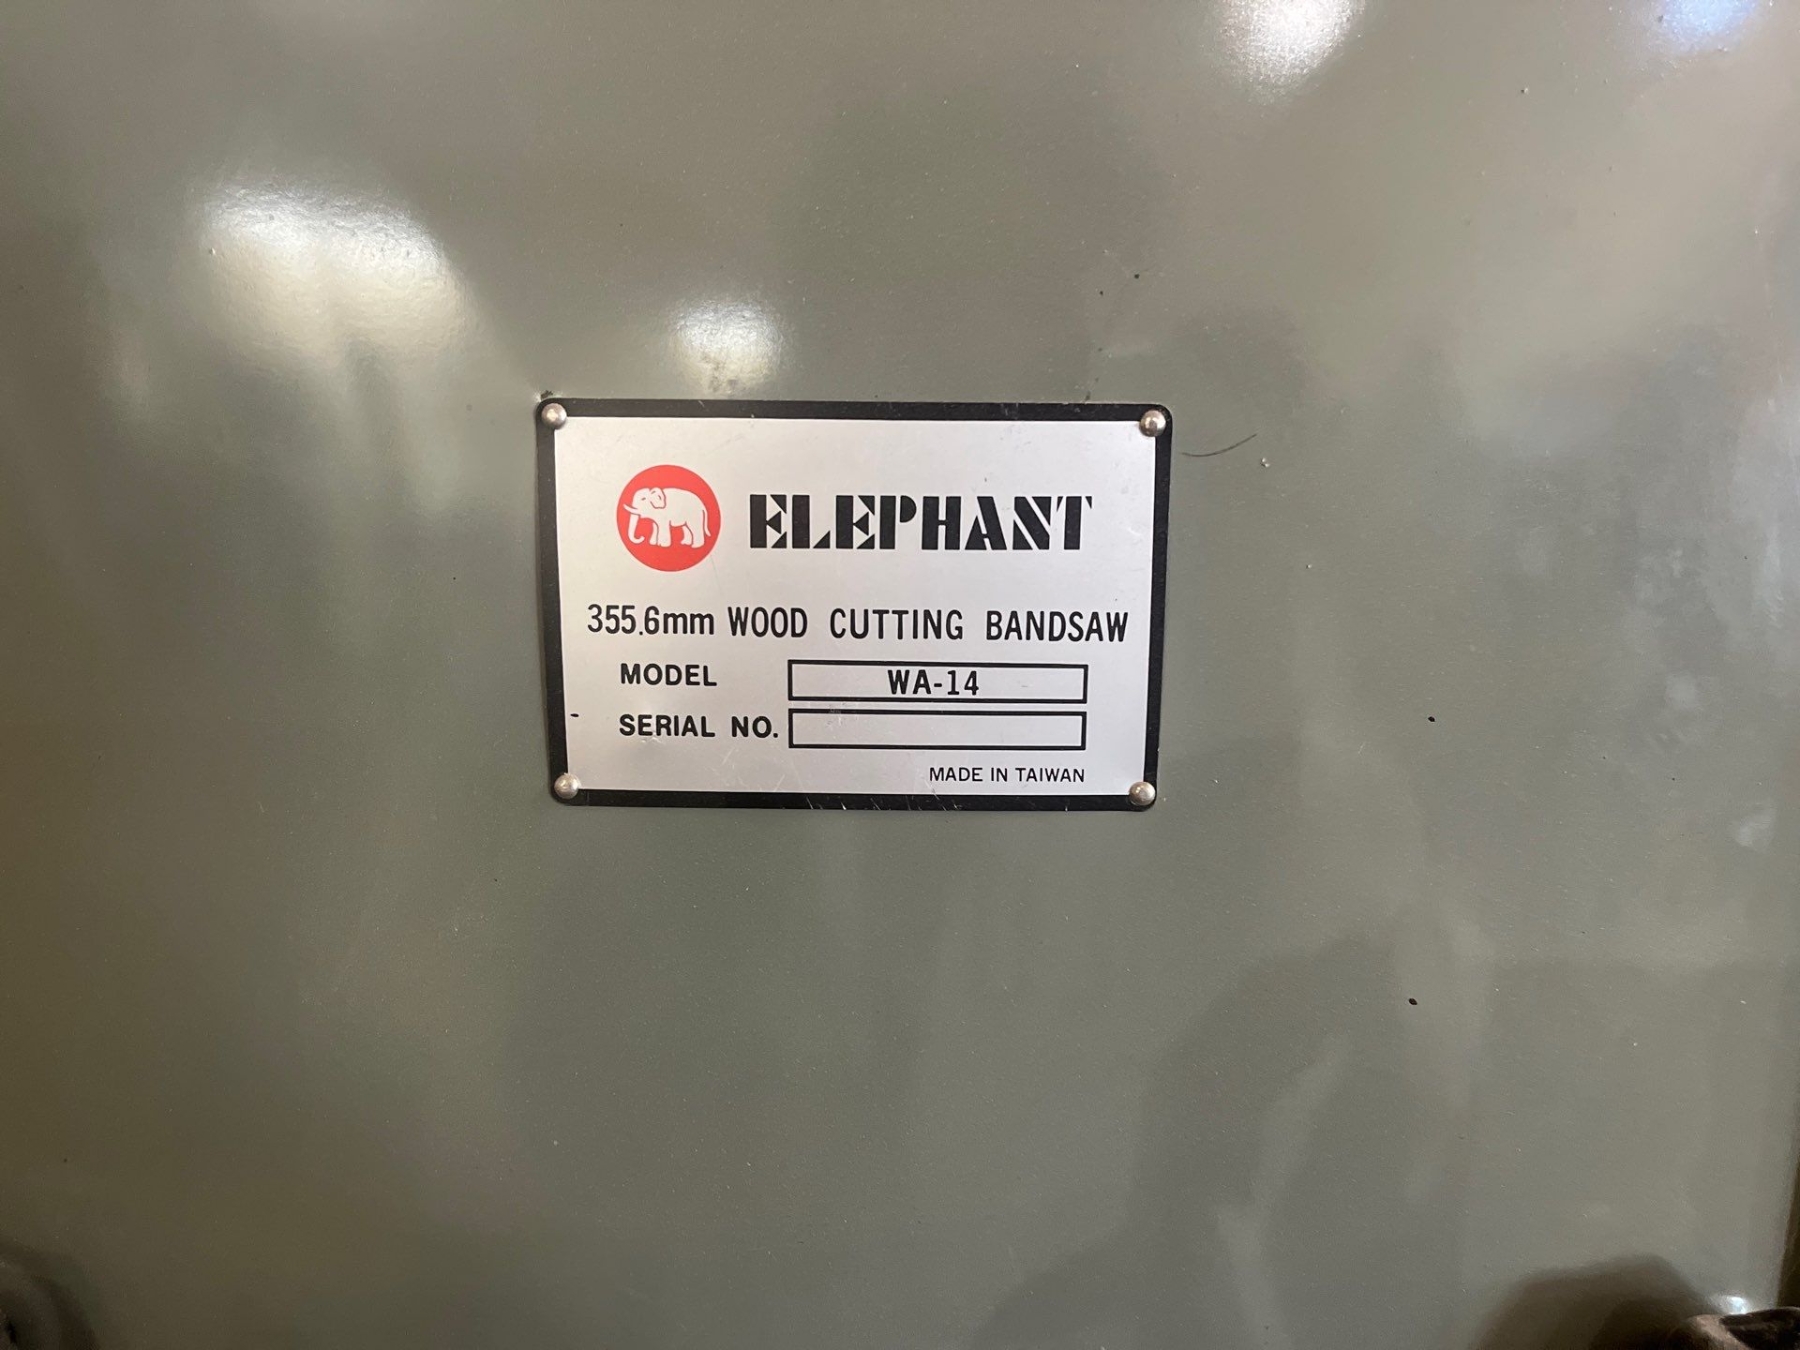 ELEPHANT
355.6mm WOOD CUTTING BANDSAW
MODEL WA-14
SERIAL NO.
MADE IN TAIWAN